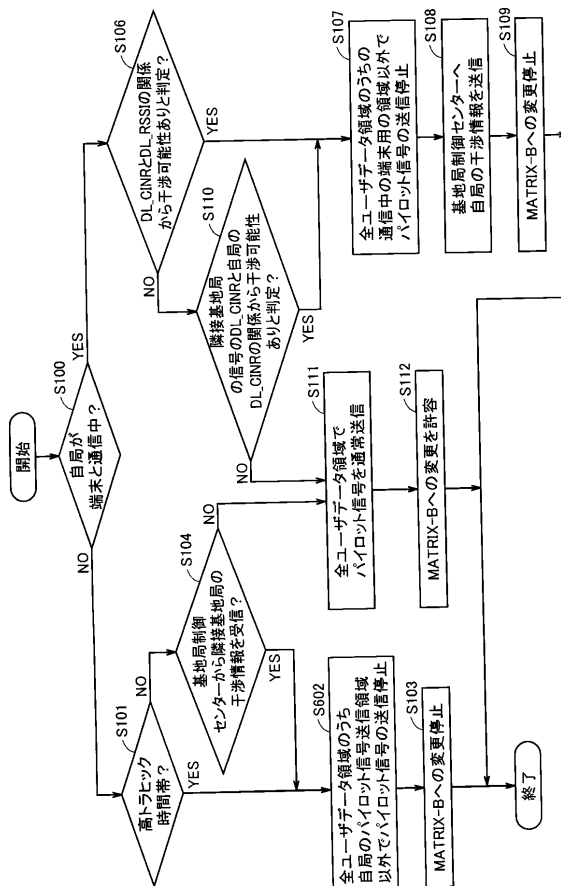 開始
S100
自局が
端末と通信中？
NO
YES
S101
高トラヒック
時間帯？
NO
YES
S104
基地局制御
センターから隣接基地局の
干渉情報を受信？
NO
YES
S602
全ユーザデータ領域のうち
自局のパイロット信号送信領域
以外でパイロット信号の送信停止
S103
MATRIX-Bへの変更停止
終了
S106
DL_CINRとDL_RSSIの関係
から干渉可能性ありと判定？
NO
YES
S110
隣接基地局
の信号のDL_CINRと自局の
DL_CINRの関係から干渉可能性
ありと判定？
NO
YES
S111
全ユーザデータ領域で
パイロット信号を通常送信
S112
MATRIX-Bへの変更を許容
S107
全ユーザデータ領域のうちの
通信中の端末用の領域以外で
パイロット信号の送信停止
S108
基地局制御センターへ
自局の干渉情報を送信
S109
MATRIX-Bへの変更停止